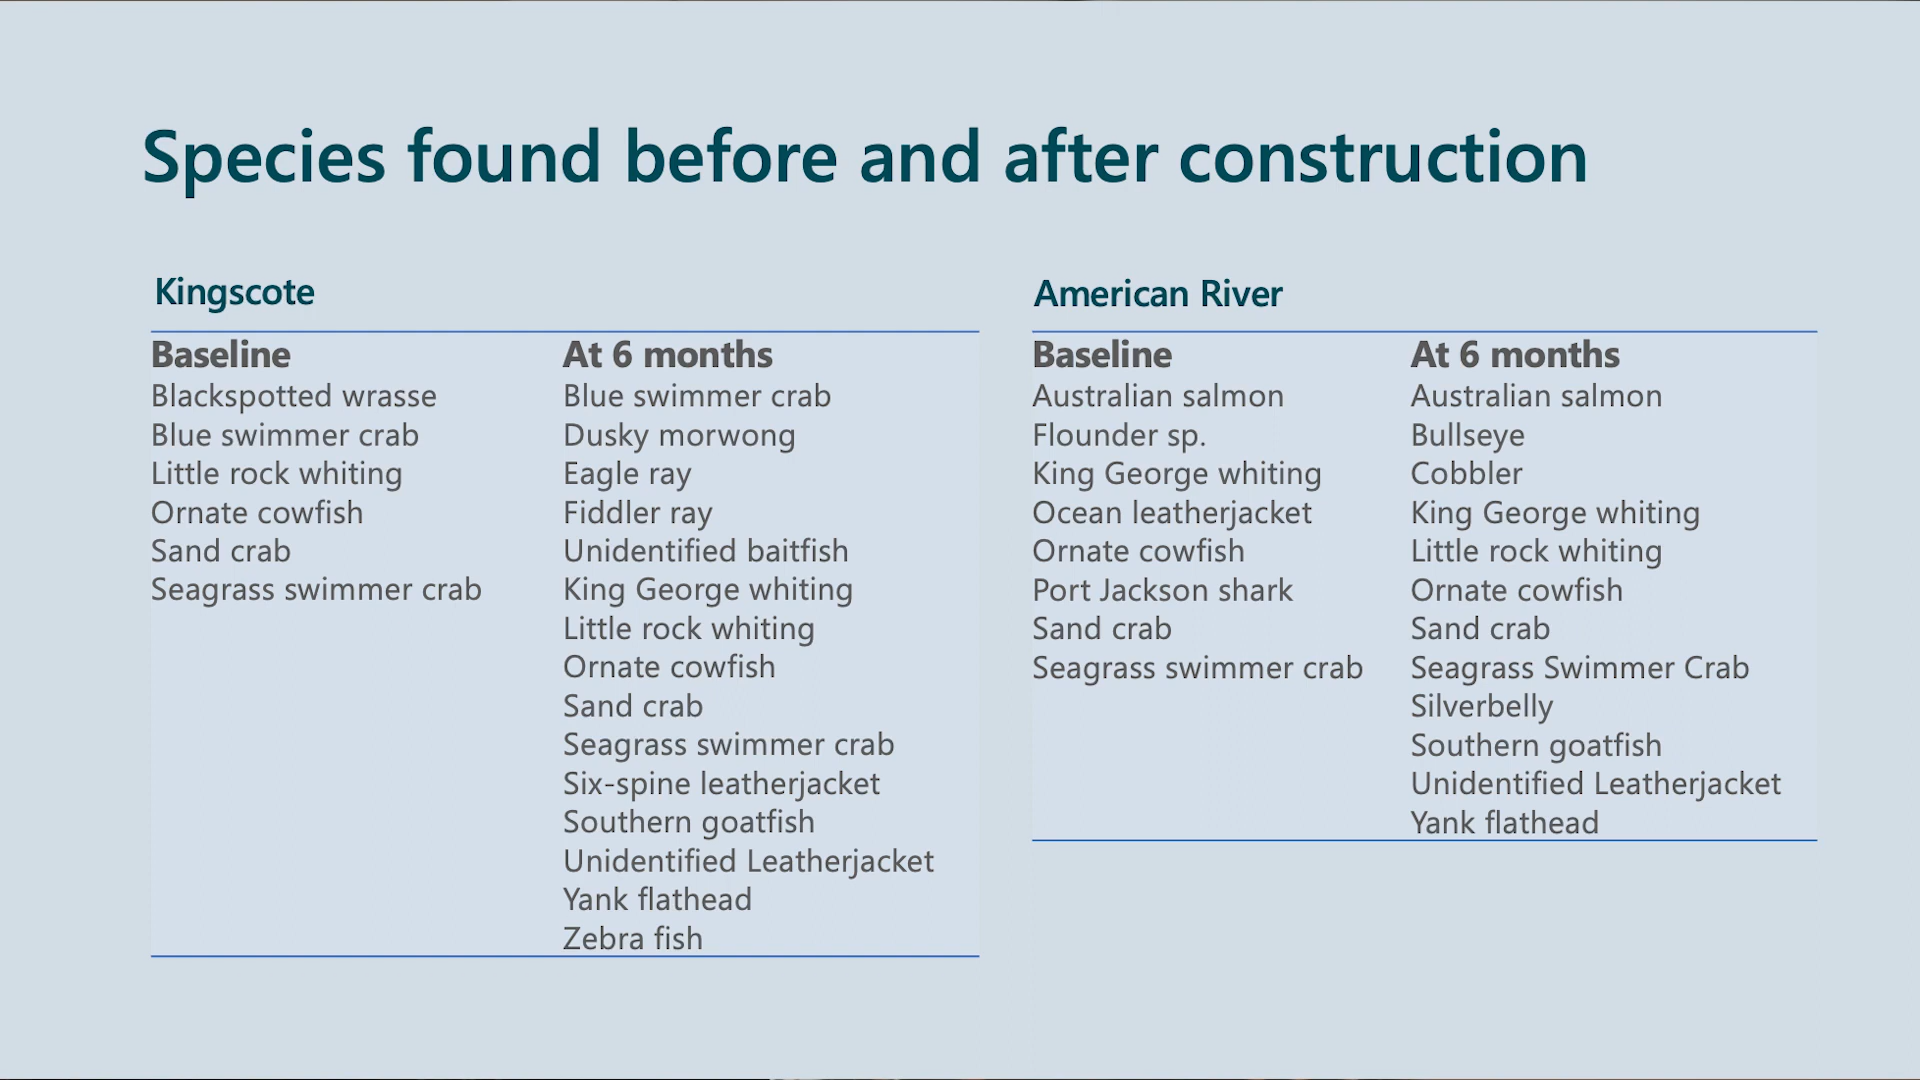 Species found before and after construction
Kingscote
Baseline
Blackspotted wrasse
Blue swimmer crab
Little rock whiting
Ornate cowfish
Sand crab
Seagrass swimmer crab
At 6 months
Blue swimmer crab
Dusky morwong
Eagle ray
Fiddler ray
Unidentified baitfish
King George whiting
Little rock whiting
Ornate cowfish
Sand crab
Seagrass swimmer crab
Six-spine leatherjacket
Southern goatfish
Unidentified Leatherjacket
Yank flathead
Zebra fish
American River
Baseline
Australian salmon
Flounder sp.
King George whiting
Ocean leatherjacket
Ornate cowfish
Port Jackson shark
Sand crab
Seagrass swimmer crab
At 6 months
Australian salmon
Bullseye
Cobbler
King George whiting
Little rock whiting
Ornate cowfish
Sand crab
Seagrass Swimmer Crab
Silverbelly
Southern goatfish
Unidentified Leatherjacket
Yank flathead